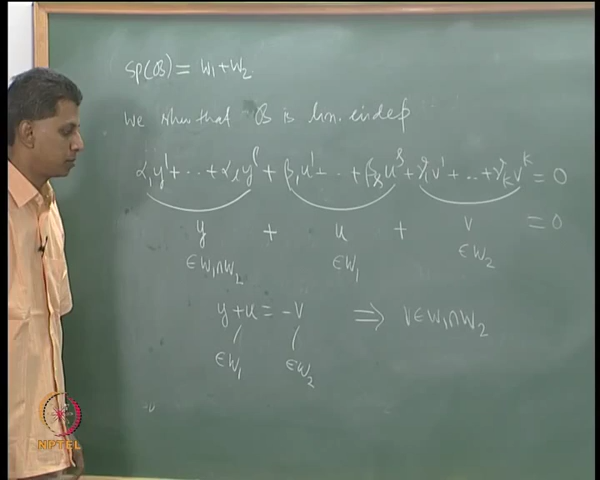 sp(B) = W₁ + W₂
We show that B is lin. indep
α₁y¹ + ... + αₗyˡ + β₁u¹ + ... + βₛuˢ + γ₁v¹ + ... + γₖvᵏ = 0
y + u + v = 0
∈W₁∩W₂ ∈W₁ ∈W₂
y + u = -v ⟹ v∈W₁∩W₂
∈W₁ ∈W₂
NPTEL